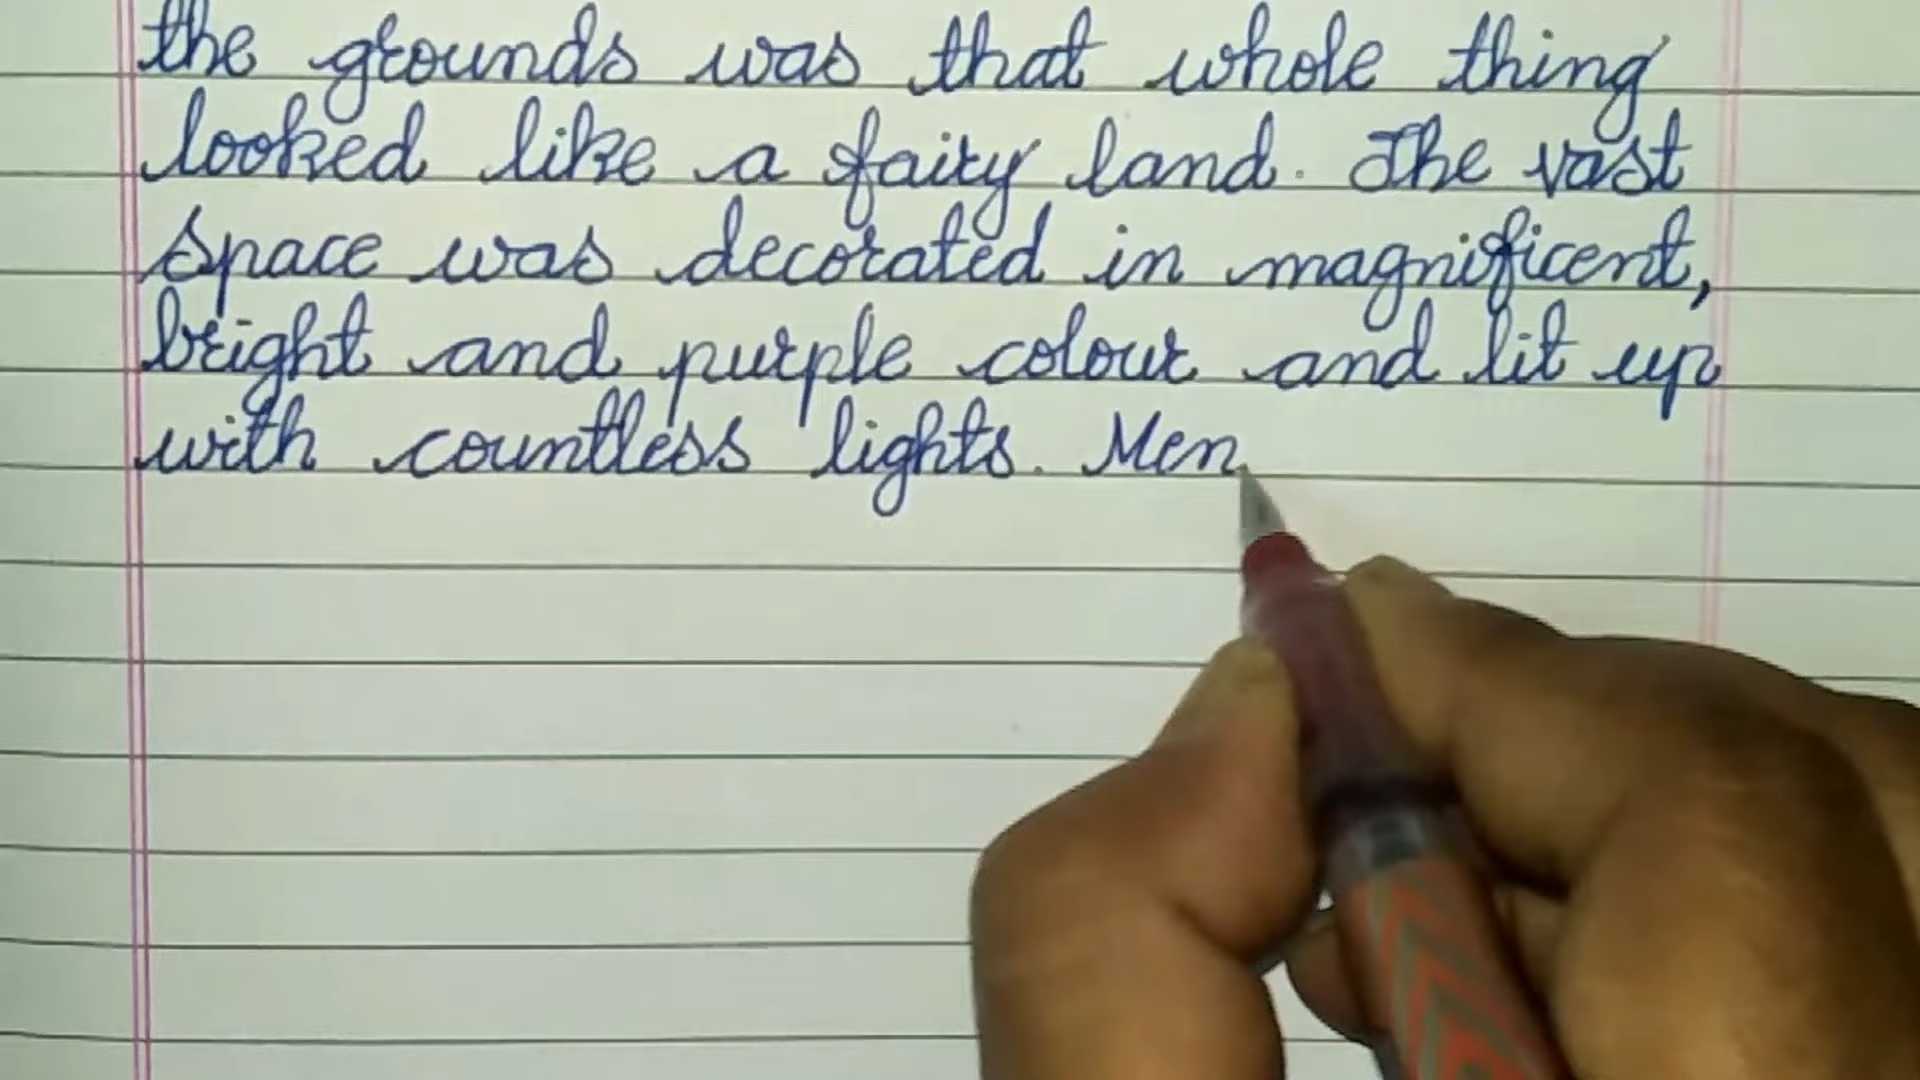 the grounds was that whole thing
looked like a fairy land. The vast
space was decorated in magnificent,
bright and purple colour and lit up
with countless lights. Men